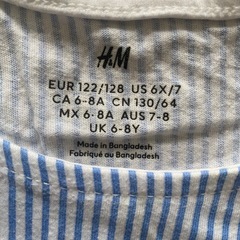 H&M
EUR 122/128 US 6X/7
CA 6-8A CN 130/64
MX 6-8A AUS 7-8
UK 6-8Y
Made in Bangladesh
Fabriqué au Bangladesh